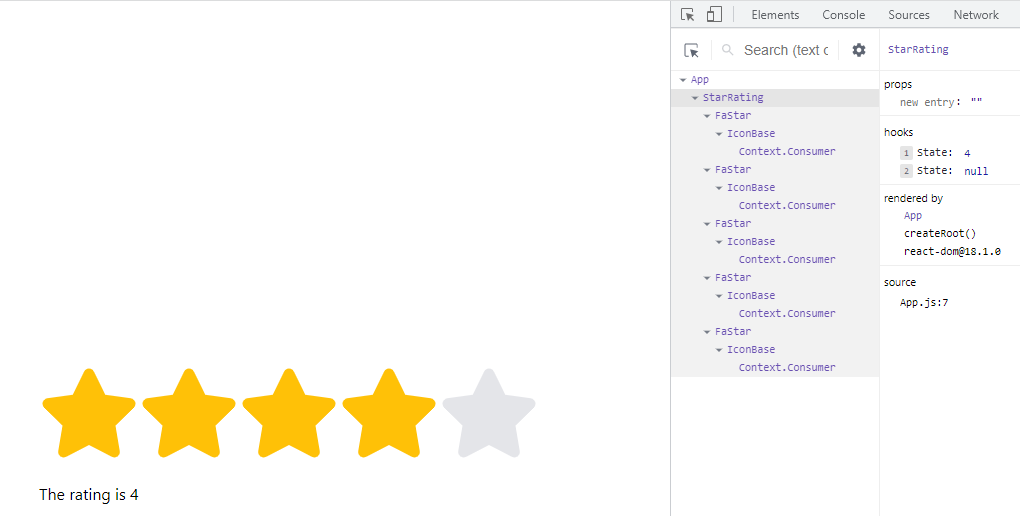 The rating is 4
Elements Console Sources Network
Search (text o
App
StarRating
FaStar
IconBase
Context.Consumer
FaStar
IconBase
Context.Consumer
FaStar
IconBase
Context.Consumer
FaStar
IconBase
Context.Consumer
FaStar
IconBase
Context.Consumer
StarRating
props
new entry: ""
hooks
1 State: 4
2 State: null
rendered by
App
createRoot()
react-dom@18.1.0
source
App.js:7